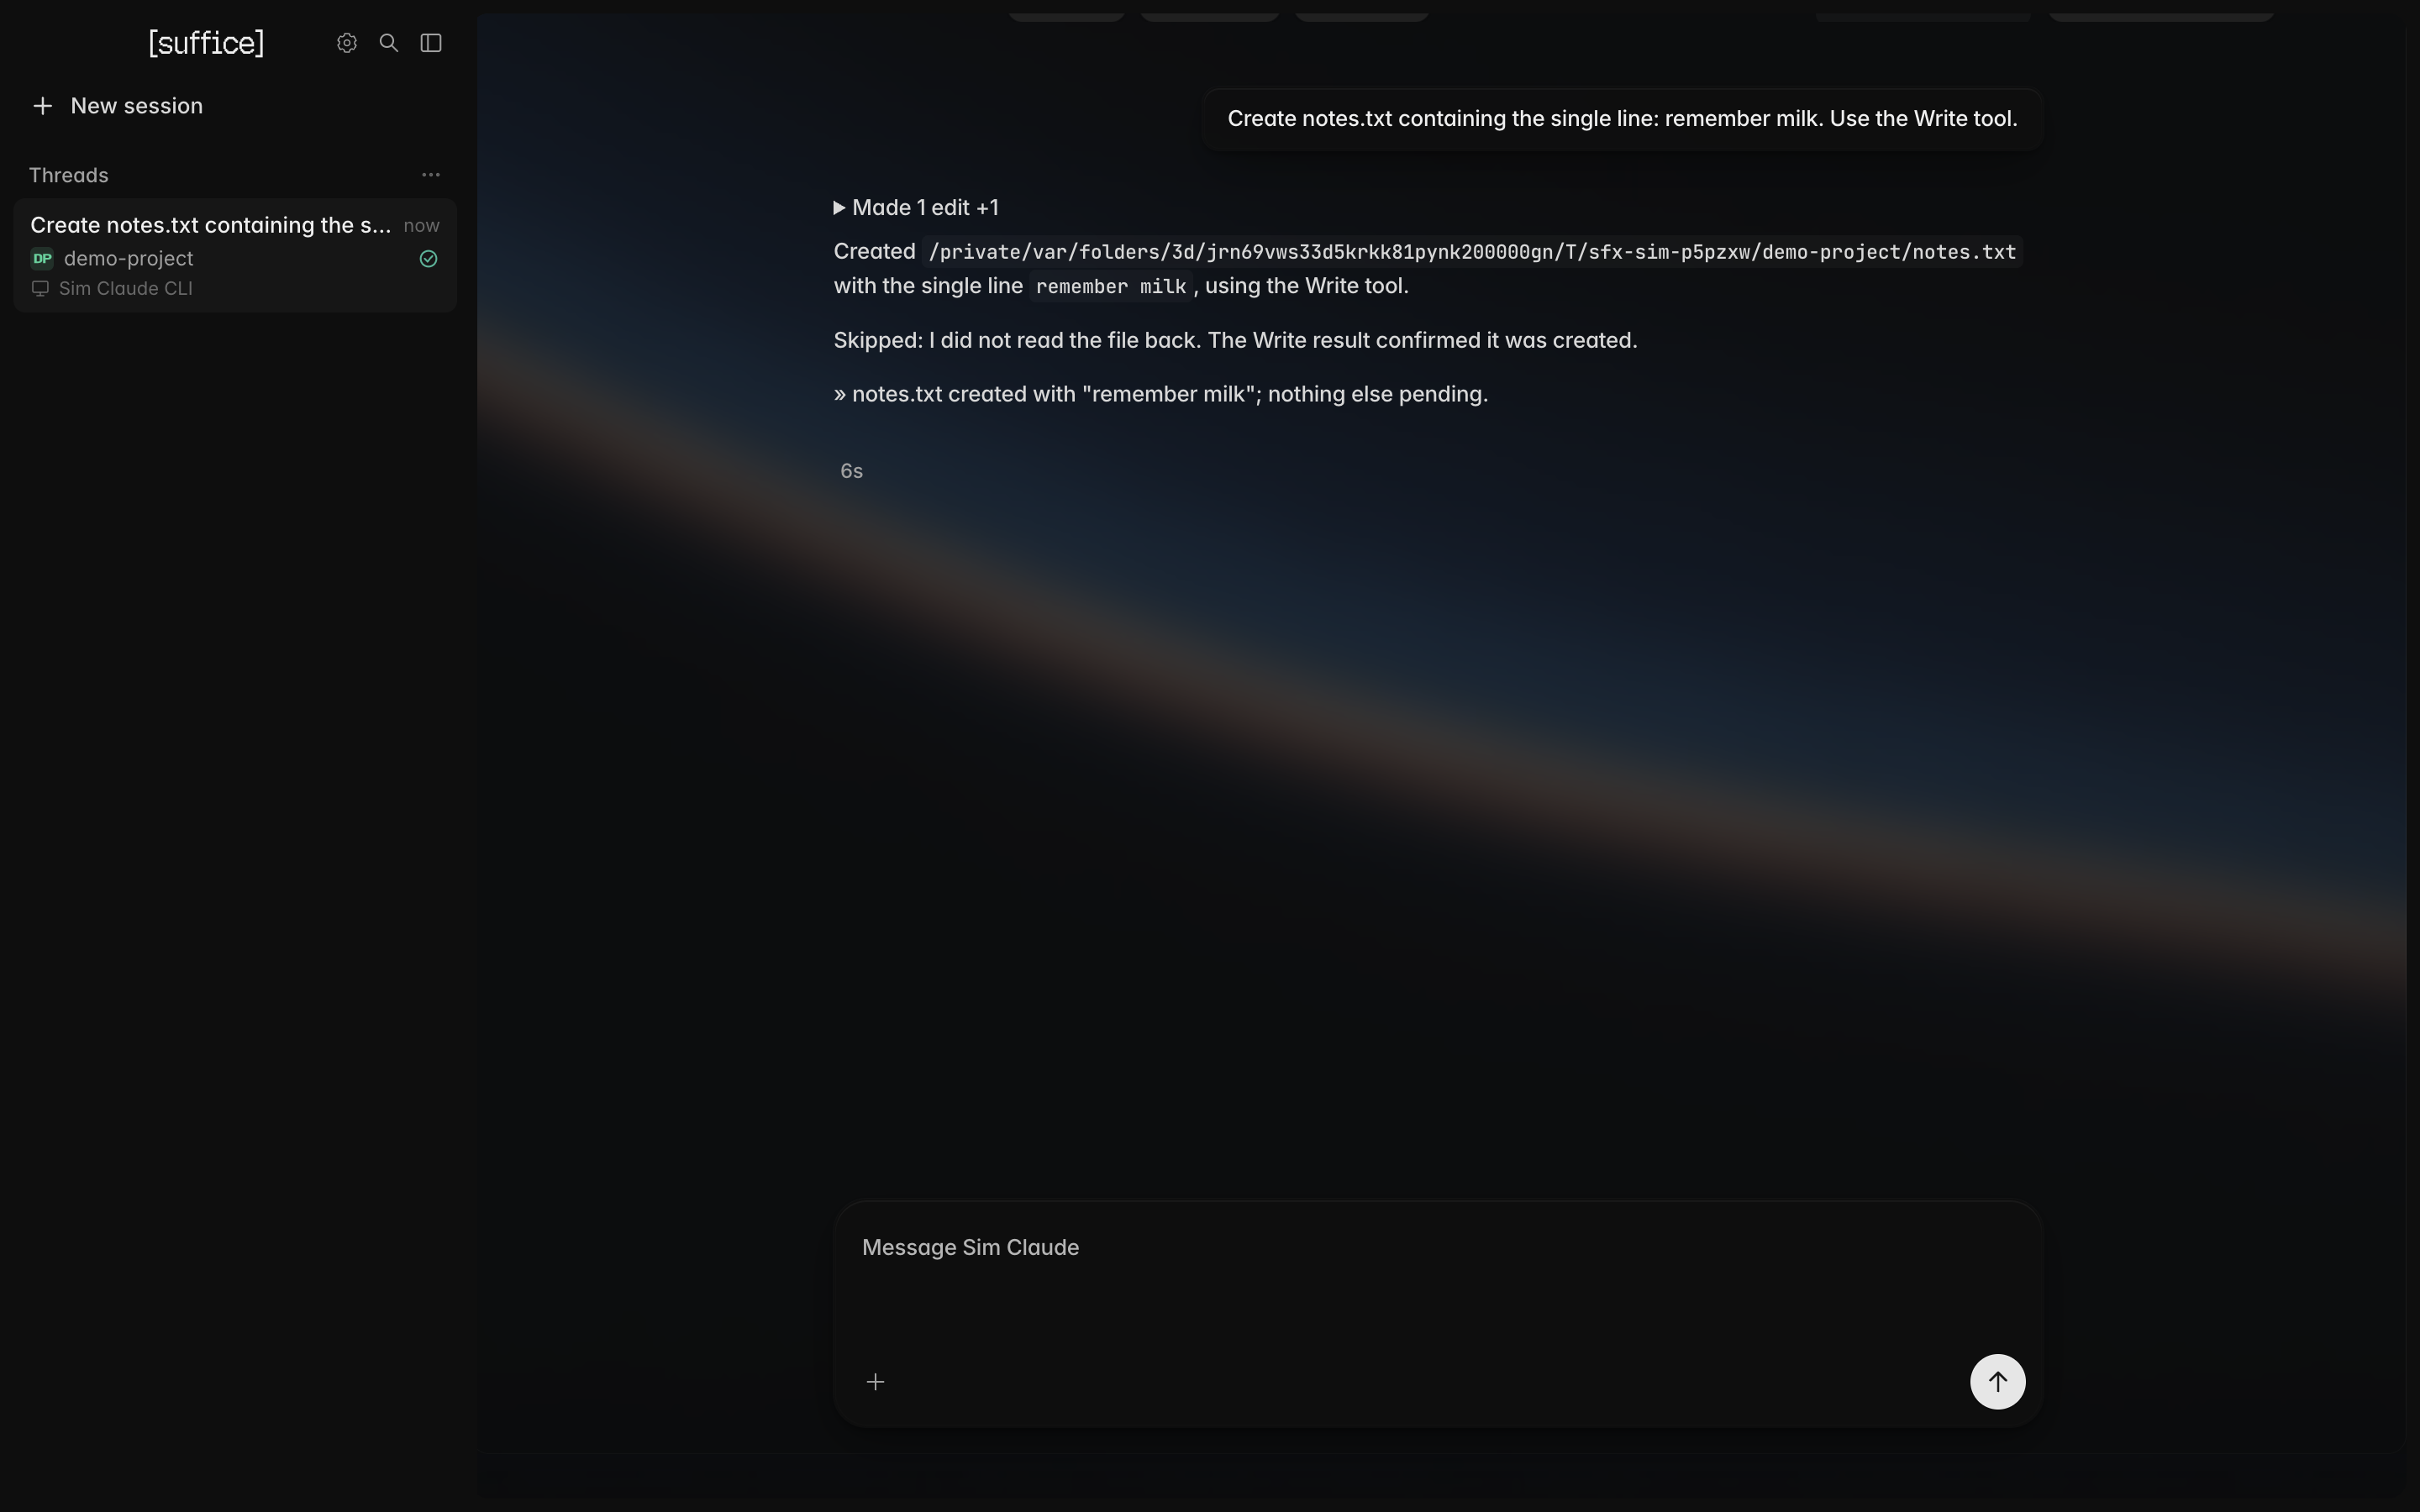 [suffice]
New session
Threads
Create notes.txt containing the s... now
DP demo-project
Sim Claude CLI
Create notes.txt containing the single line: remember milk. Use the Write tool.
Made 1 edit +1
Created /private/var/folders/3d/jrn69vws33d5krkk81pynk200000gn/T/sfx-sim-p5pzxw/demo-project/notes.txt
with the single line remember milk, using the Write tool.
Skipped: I did not read the file back. The Write result confirmed it was created.
» notes.txt created with "remember milk"; nothing else pending.
6s
Message Sim Claude